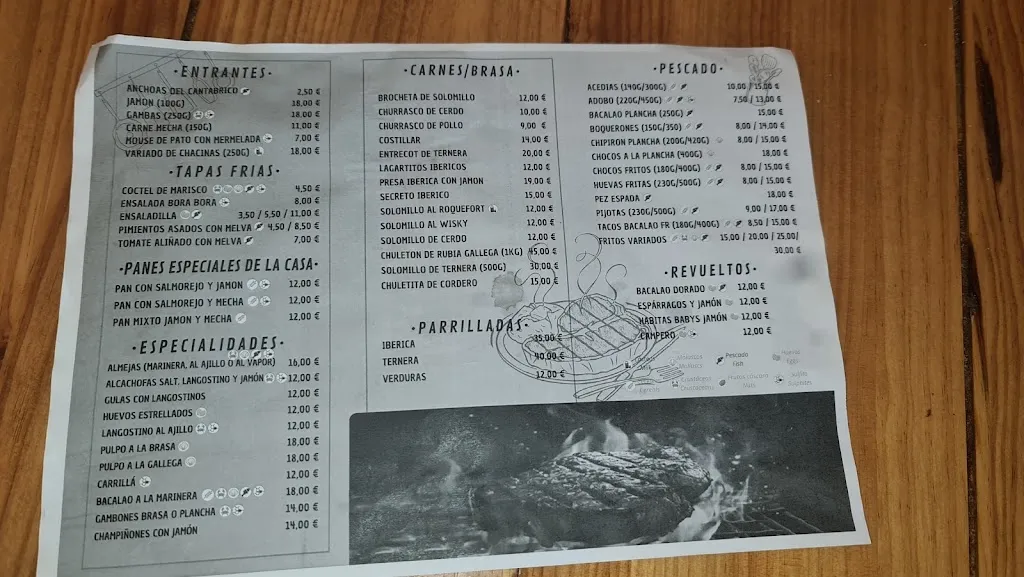 ·ENTRANTES·
ANCHOAS DEL CANTABRICO 2,50 €
JAMON (100G) 18,00 €
GAMBAS (250G) 18,00 €
CARNE MECHA (150G) 11,00 €
MOUSE DE PATO CON MERMELADA 7,00 €
VARIADO DE CHACINAS (250G) 18,00 €
·TAPAS FRIAS·
COCTEL DE MARISCO 4,50 €
ENSALADA BORA BORA 8,00 €
ENSALADILLA 3,50 / 5,50 / 11,00 €
PIMIENTOS ASADOS CON MELVA 4,50 / 8,50 €
TOMATE ALIÑADO CON MELVA 7,00 €
·PANES ESPECIALES DE LA CASA·
PAN CON SALMOREJO Y JAMON 12,00 €
PAN CON SALMOREJO Y MECHA 12,00 €
PAN MIXTO JAMON Y MECHA 12,00 €
·ESPECIALIDADES·
ALMEJAS (MARINERA, AL AJILLO O AL VAPOR) 16,00 €
ALCACHOFAS SALT. LANGOSTINO Y JAMÓN 12,00 €
GULAS CON LANGOSTINOS 12,00 €
HUEVOS ESTRELLADOS 12,00 €
LANGOSTINO AL AJILLO 12,00 €
PULPO A LA BRASA 18,00 €
PULPO A LA GALLEGA 18,00 €
CARRILLÁ 12,00 €
BACALAO A LA MARINERA 18,00 €
GAMBONES BRASA O PLANCHA 14,00 €
CHAMPIÑONES CON JAMÓN 14,00 €
·CARNES/BRASA·
BROCHETA DE SOLOMILLO 12,00 €
CHURRASCO DE CERDO 10,00 €
CHURRASCO DE POLLO 9,00 €
COSTILLAR 14,00 €
ENTRECOT DE TERNERA 20,00 €
LAGARTITOS IBERICOS 12,00 €
PRESA IBERICA CON JAMON 19,00 €
SECRETO IBERICO 15,00 €
SOLOMILLO AL ROQUEFORT 12,00 €
SOLOMILLO AL WISKY 12,00 €
SOLOMILLO DE CERDO 12,00 €
CHULETON DE RUBIA GALLEGA (1KG) 45,00 €
SOLOMILLO DE TERNERA (500G) 30,00 €
CHULETITA DE CORDERO 15,00 €
·PARRILLADAS·
IBERICA 35,00 €
TERNERA 40,00 €
VERDURAS 12,00 €
·PESCADO·
ACEDIAS (140G/300G) 10,00 / 15,00 €
ADOBO (220G/450G) 7,50 / 13,00 €
BACALAO PLANCHA (250G) 15,00 €
BOQUERONES (150G/350) 8,00 / 14,00 €
CHIPIRON PLANCHA (200G/420G) 8,00 / 15,00 €
CHOCOS A LA PLANCHA (400G) 18,00 €
CHOCOS FRITOS (180G/400G) 8,00 / 15,00 €
HUEVAS FRITAS (230G/500G) 8,00 / 15,00 €
PEZ ESPADA 18,00 €
PIJOTAS (230G/500G) 9,00 / 17,00 €
TACOS BACALAO FR (180G/400G) 8,50 / 15,00 €
FRITOS VARIADOS 15,00 / 20,00 / 25,00/
30,00 €
·REVUELTOS·
BACALAO DORADO 12,00 €
ESPÁRRAGOS Y JAMÓN 12,00 €
HABITAS BABYS JAMÓN 12,00 €
CAMPERO 12,00 €
Pescado
Fish
Huevos
Eggs